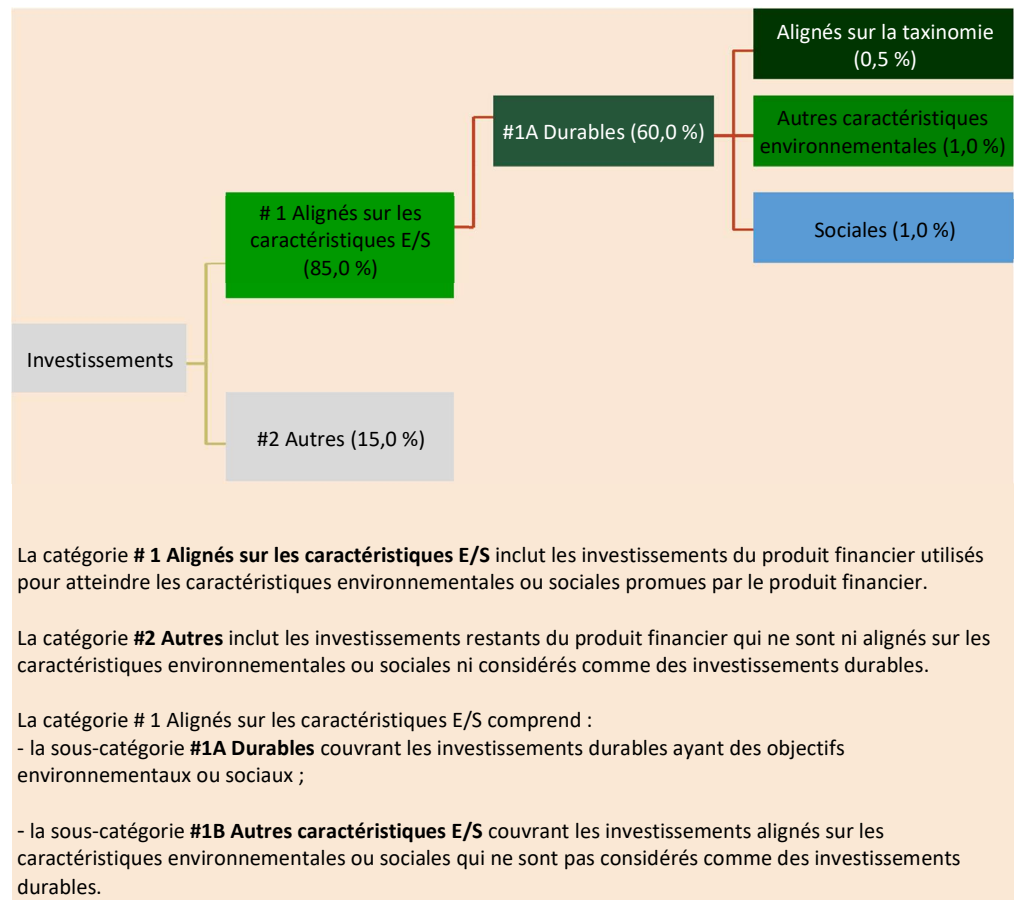 Alignés sur la taxinomie
(0,5 %)
#1A Durables (60,0 %)
Autres caractéristiques
environnementales (1,0 %)
# 1 Alignés sur les
caractéristiques E/S
(85,0 %)
Sociales (1,0 %)
Investissements
#2 Autres (15,0 %)
La catégorie # 1 Alignés sur les caractéristiques E/S inclut les investissements du produit financier utilisés
pour atteindre les caractéristiques environnementales ou sociales promues par le produit financier.
La catégorie #2 Autres inclut les investissements restants du produit financier qui ne sont ni alignés sur les
caractéristiques environnementales ou sociales ni considérés comme des investissements durables.
La catégorie # 1 Alignés sur les caractéristiques E/S comprend :
- la sous-catégorie #1A Durables couvrant les investissements durables ayant des objectifs
environnementaux ou sociaux ;
- la sous-catégorie #1B Autres caractéristiques E/S couvrant les investissements alignés sur les
caractéristiques environnementales ou sociales qui ne sont pas considérés comme des investissements
durables.